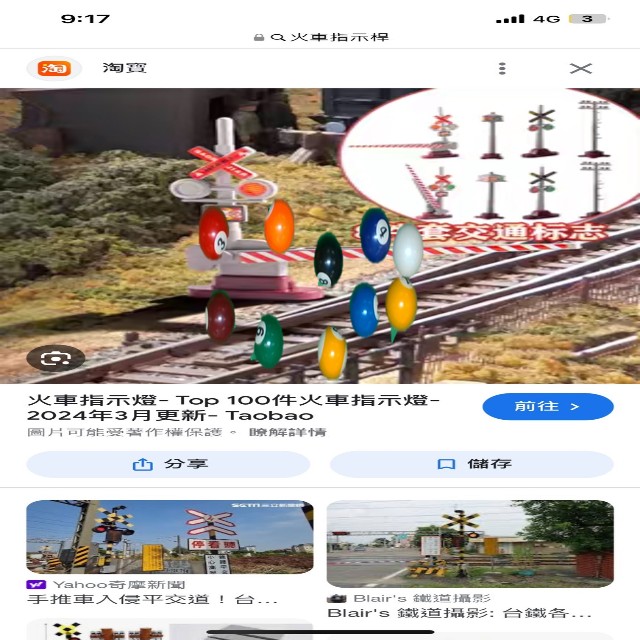 9:17
4G
3
火車指示桿
淘
淘寶
套交通标志
3
4
火車指示燈- Top 100件火車指示燈-
2024年3月更新- Taobao
前往 >
圖片可能受著作權保護。 瞭解詳情
分享
儲存
停看聽
Yahoo奇摩新聞
手推車入侵平交道！台...
Blair's 鐵道攝影
Blair's 鐵道攝影: 台鐵各...